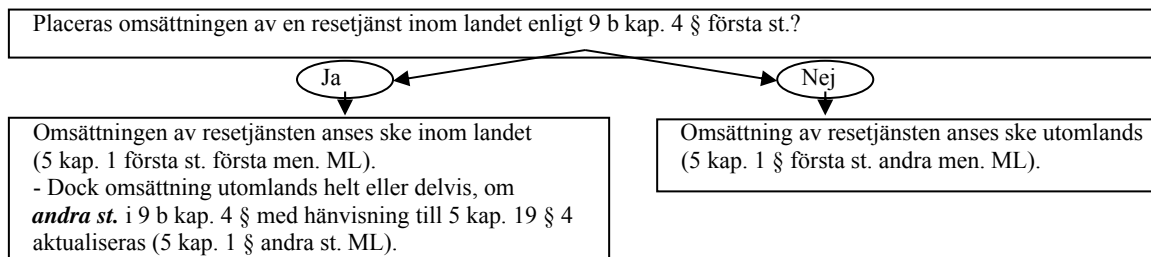 Placeras omsättningen av en resetjänst inom landet enligt 9 b kap. 4 § första st.?
Ja
Nej
Omsättningen av resetjänsten anses ske inom landet
(5 kap. 1 första st. första men. ML).
- Dock omsättning utomlands helt eller delvis, om
andra st. i 9 b kap. 4 § med hänvisning till 5 kap. 19 § 4
aktualiseras (5 kap. 1 § andra st. ML).
Omsättning av resetjänsten anses ske utomlands
(5 kap. 1 § första st. andra men. ML).